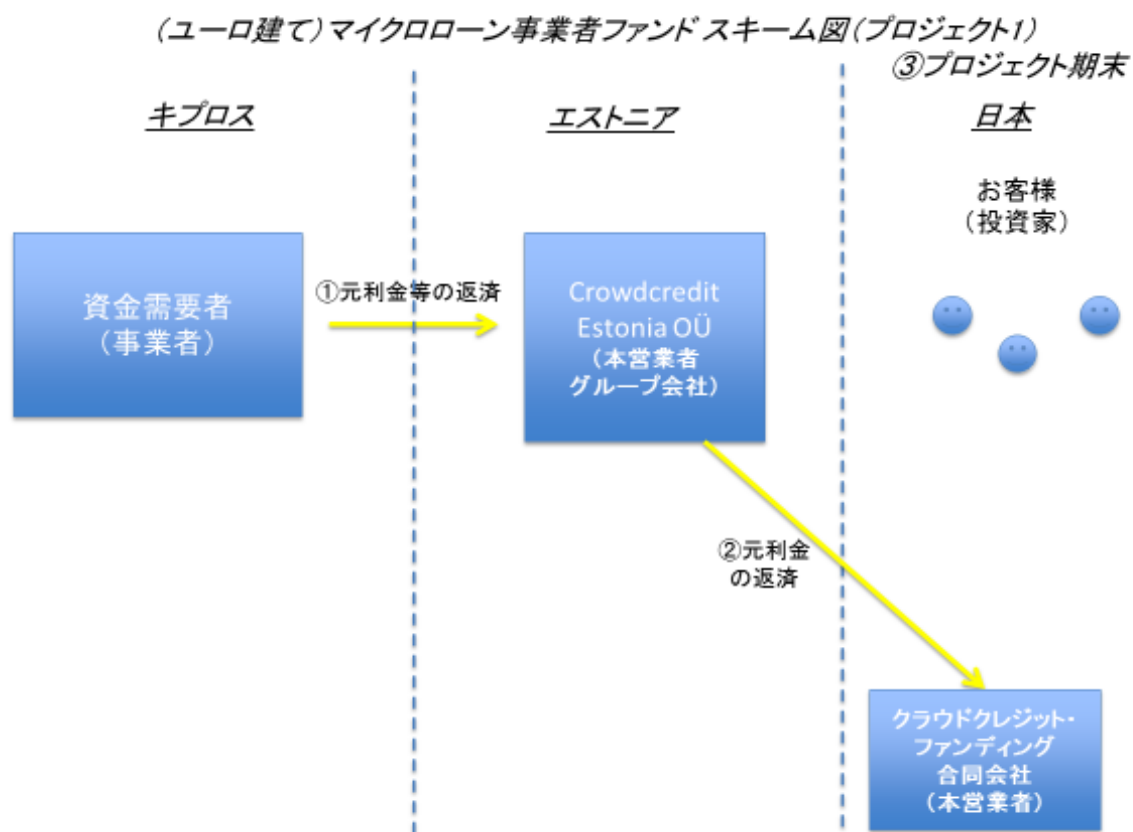 (ユーロ建て)マイクロローン事業者ファンド スキーム図(プロジェクト1)
③プロジェクト期末
キプロス
エストニア
日本
お客様
(投資家)
資金需要者
(事業者)
①元利金等の返済
Crowdcredit
Estonia OÜ
(本営業者
グループ会社)
②元利金
の返済
クラウドクレジット・
ファンディング
合同会社
(本営業者)